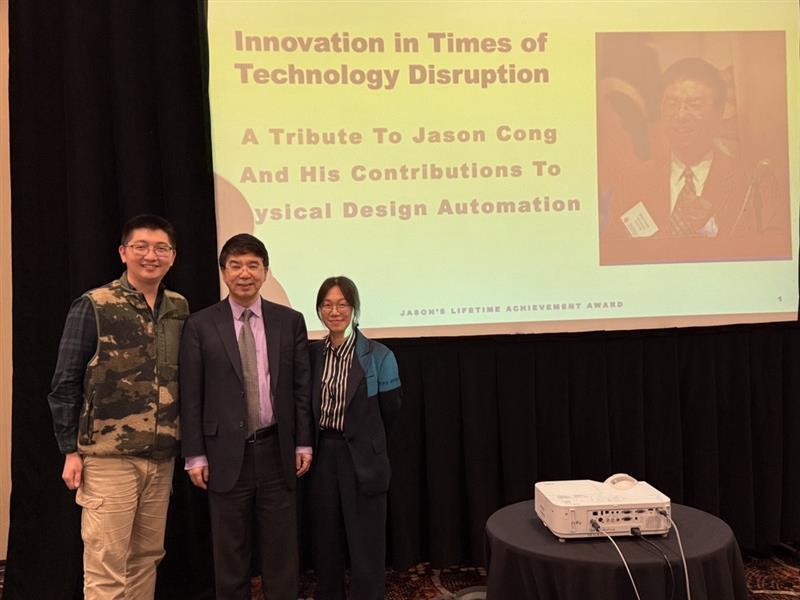 Innovation in Times of
Technology Disruption
A Tribute To Jason Cong
And His Contributions To
ysical Design Automation
JASON'S LIFETIME ACHIEVEMENT AWARD
1